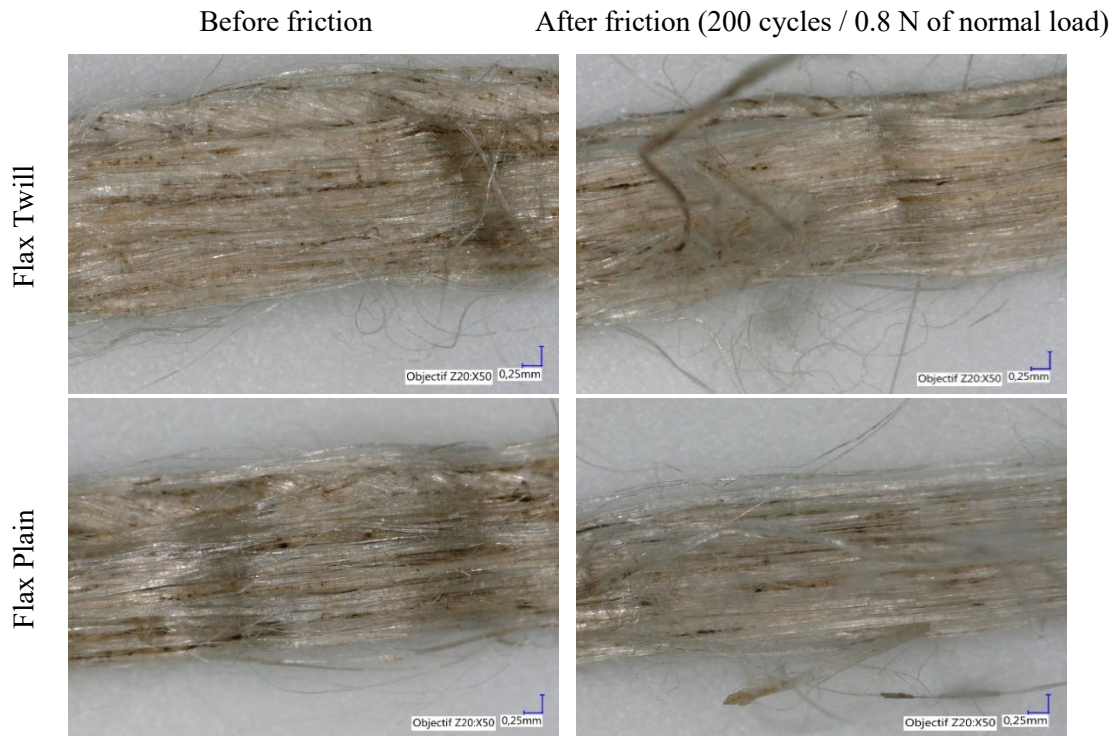 Before friction
After friction (200 cycles / 0.8 N of normal load)
Flax Twill
Objectif Z20:X50 0,25mm
Objectif Z20:X50 0,25mm
Flax Plain
Objectif Z20:X50 0,25mm
Objectif Z20:X50 0,25mm